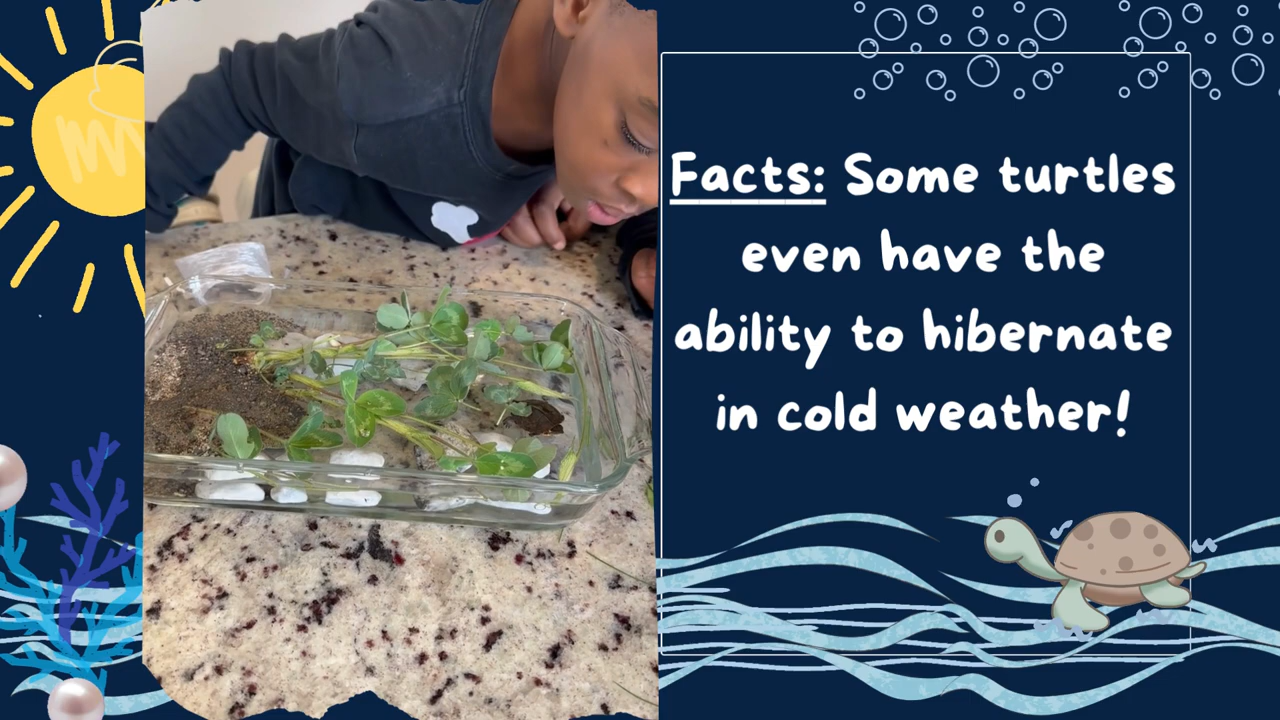 Facts: Some turtles
even have the
ability to hibernate
in cold weather!